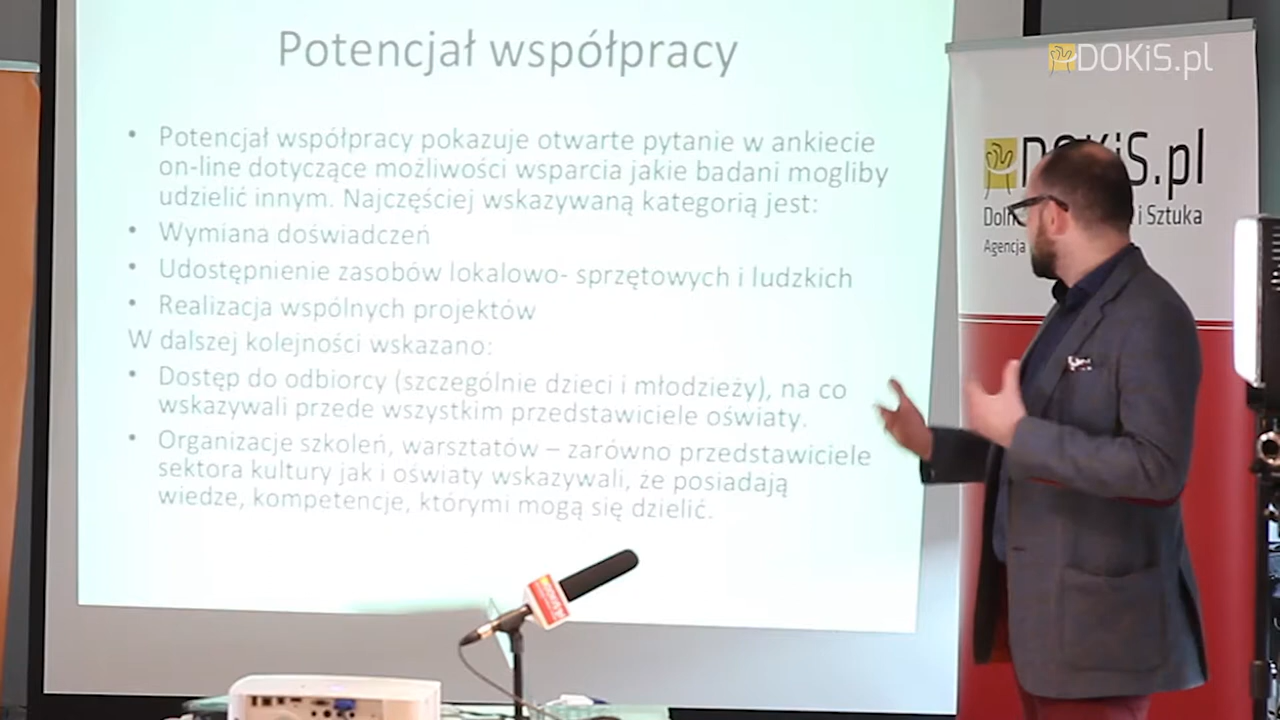 Potencjał współpracy
• Potencjał współpracy pokazuje otwarte pytanie w ankiecie
on-line dotyczące możliwości wsparcia jakie badani mogliby
udzielić innym. Najczęściej wskazywaną kategorią jest:
• Wymiana doświadczeń
• Udostępnienie zasobów lokalowo- sprzętowych i ludzkich
• Realizacja wspólnych projektów
W dalszej kolejności wskazano:
• Dostęp do odbiorcy (szczególnie dzieci i młodzieży), na co
wskazywali przede wszystkim przedstawiciele oświaty.
• Organizacje szkoleń, warsztatów – zarówno przedstawiciele
sektora kultury jak i oświaty wskazywali, że posiadają
wiedze, kompetencje, którymi mogą się dzielić.
DOKiS.pl
DOKiS.pl
i Sztuka
Agencja